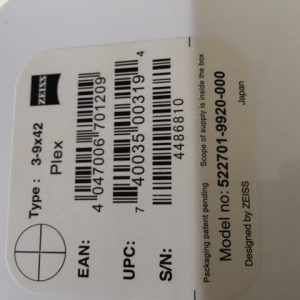 ZEISS
Type : 3-9x42
Plex
EAN:
4 047006 701209
UPC:
7 40035 00319 4
S/N:
4486810
Packaging patent pending
Scope of supply is inside the box
Model no: 522701-9920-000
Designed by ZEISS
Japan